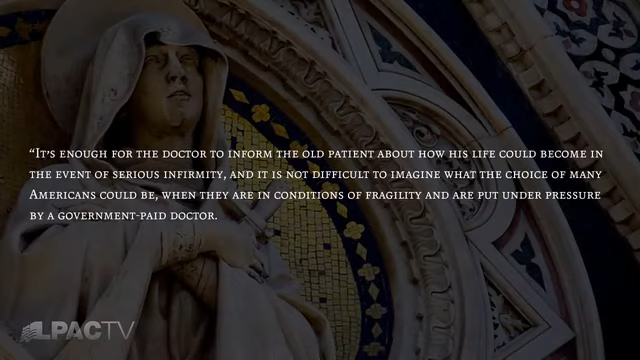 “It's enough for the doctor to inform the old patient about how his life could become in
the event of serious infirmity, and it is not difficult to imagine what the choice of many
Americans could be, when they are in conditions of fragility and are put under pressure
by a government-paid doctor.
LPACTV